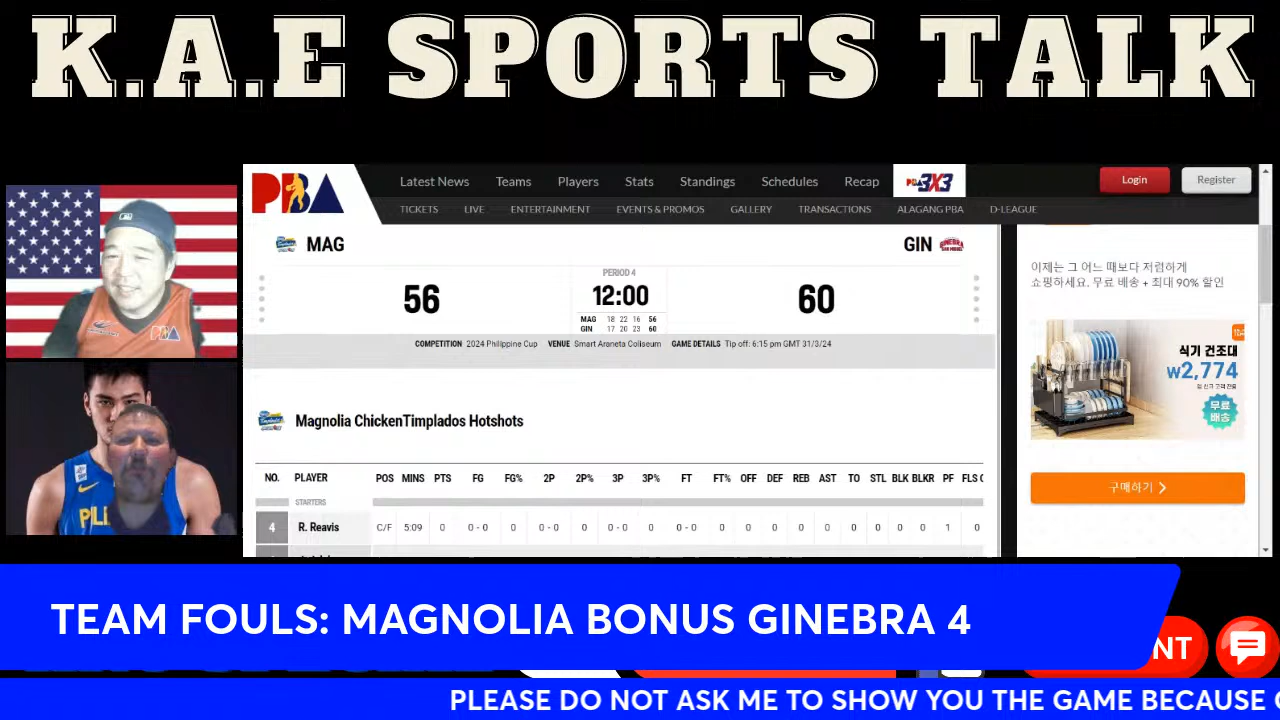 K.A.E SPORTS TALK
PBA
Latest News Teams Players Stats Standings Schedules Recap PBA 3X3 Login Register
TICKETS LIVE ENTERTAINMENT EVENTS & PROMOS GALLERY TRANSACTIONS ALAGANG PBA D-LEAGUE
MAG GIN
PERIOD 4
56 12:00 60
MAG 18 22 16 56
GIN 17 20 23 60
COMPETITION 2024 Philippine Cup VENUE Smart Araneta Coliseum GAME DETAILS Tip off: 6:15 pm GMT 31/3/24
Magnolia ChickenTimplados Hotshots
NO. PLAYER POS MINS PTS FG FG% 2P 2P% 3P 3P% FT FT% OFF DEF REB AST TO STL BLK BLKR PF FLS
STARTERS
4 R. Reavis C/F 5:09 0 0 - 0 0 0 - 0 0 0 - 0 0 0 - 0 0 0 0 0 0 0 0 0 0 1 0
이제는 그 어느 때보다 저렴하게
쇼핑하세요. 무료 배송 + 최대 90% 할인
식기 건조대
₩2,774
무료
배송
구매하기
PBA
TEAM FOULS: MAGNOLIA BONUS GINEBRA 4
NT
PLEASE DO NOT ASK ME TO SHOW YOU THE GAME BECAUSE